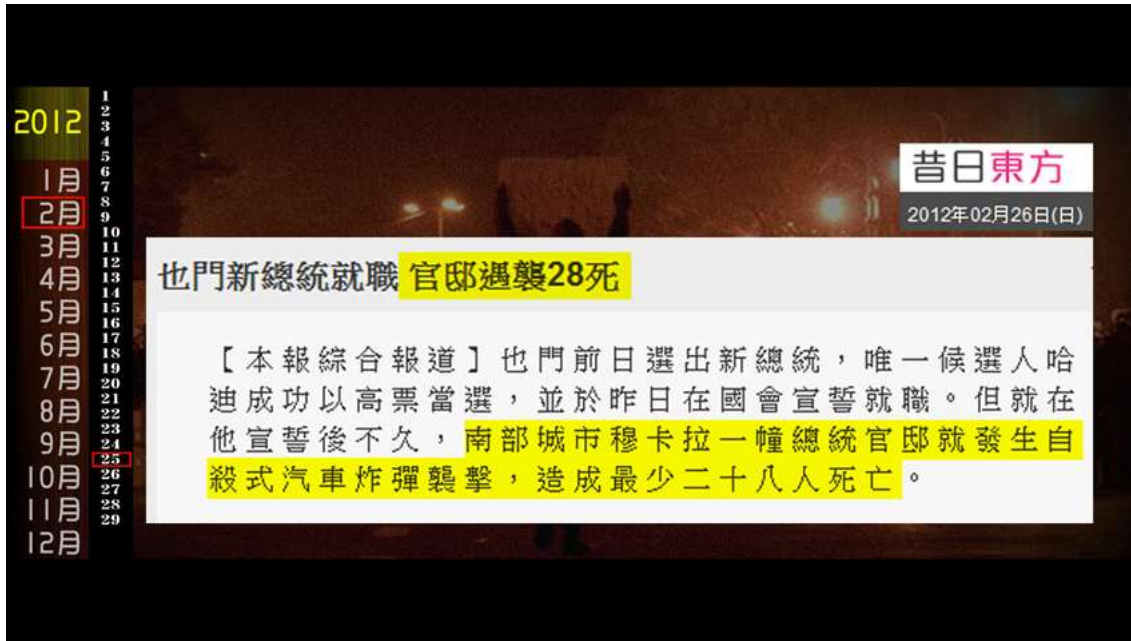 2012
1月
2月
3月
4月
5月
6月
7月
8月
9月
10月
11月
12月
1
2
3
4
5
6
7
8
9
10
11
12
13
14
15
16
17
18
19
20
21
22
23
24
25
26
27
28
29
昔日東方
2012年02月26日(日)
也門新總統就職 官邸遇襲28死
【本報綜合報道】也門前日選出新總統，唯一候選人哈
迪成功以高票當選，並於昨日在國會宣誓就職。但就在
他宣誓後不久，南部城市穆卡拉一幢總統官邸就發生自
殺式汽車炸彈襲擊，造成最少二十八人死亡。